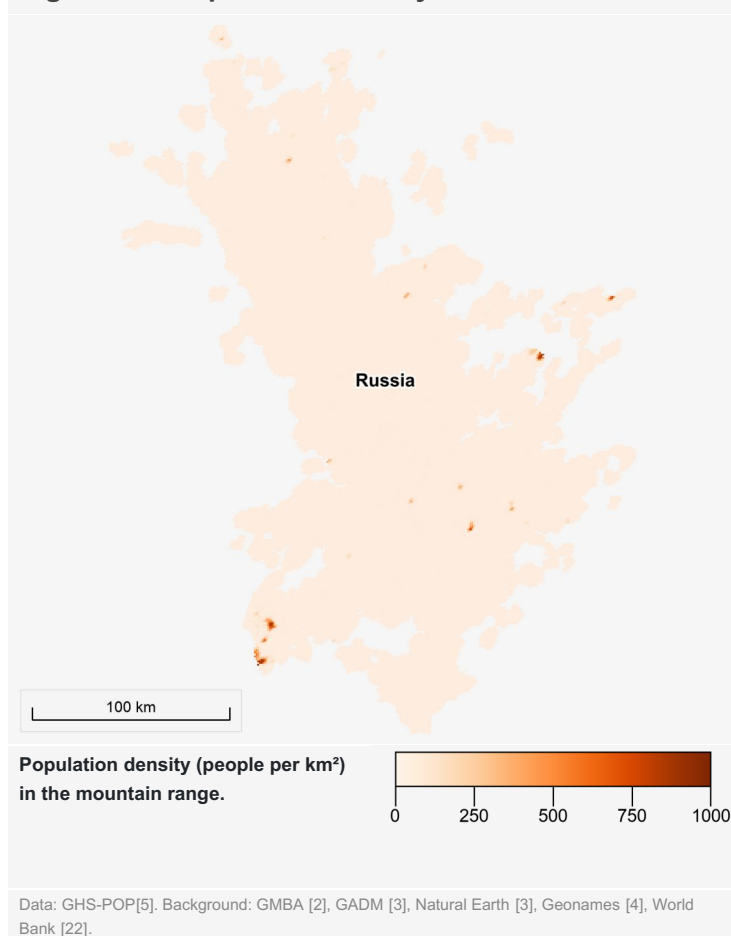 Russia
100 km
Population density (people per km²)
in the mountain range.
0 250 500 750 1000
Data: GHS-POP[5]. Background: GMBA [2], GADM [3], Natural Earth [3], Geonames [4], World
Bank [22].